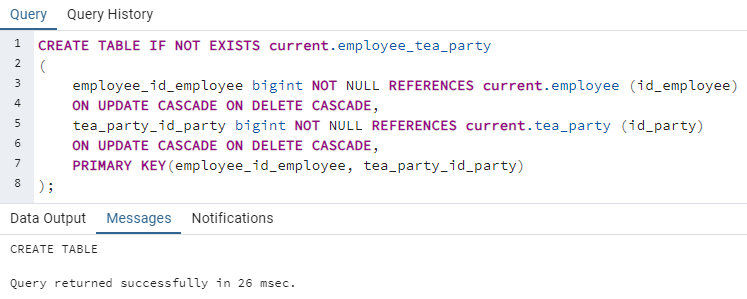 Query Query History
1 CREATE TABLE IF NOT EXISTS current.employee_tea_party
2 (
3 employee_id_employee bigint NOT NULL REFERENCES current.employee (id_employee)
4 ON UPDATE CASCADE ON DELETE CASCADE,
5 tea_party_id_party bigint NOT NULL REFERENCES current.tea_party (id_party)
6 ON UPDATE CASCADE ON DELETE CASCADE,
7 PRIMARY KEY(employee_id_employee, tea_party_id_party)
8 );
Data Output Messages Notifications
CREATE TABLE
Query returned successfully in 26 msec.